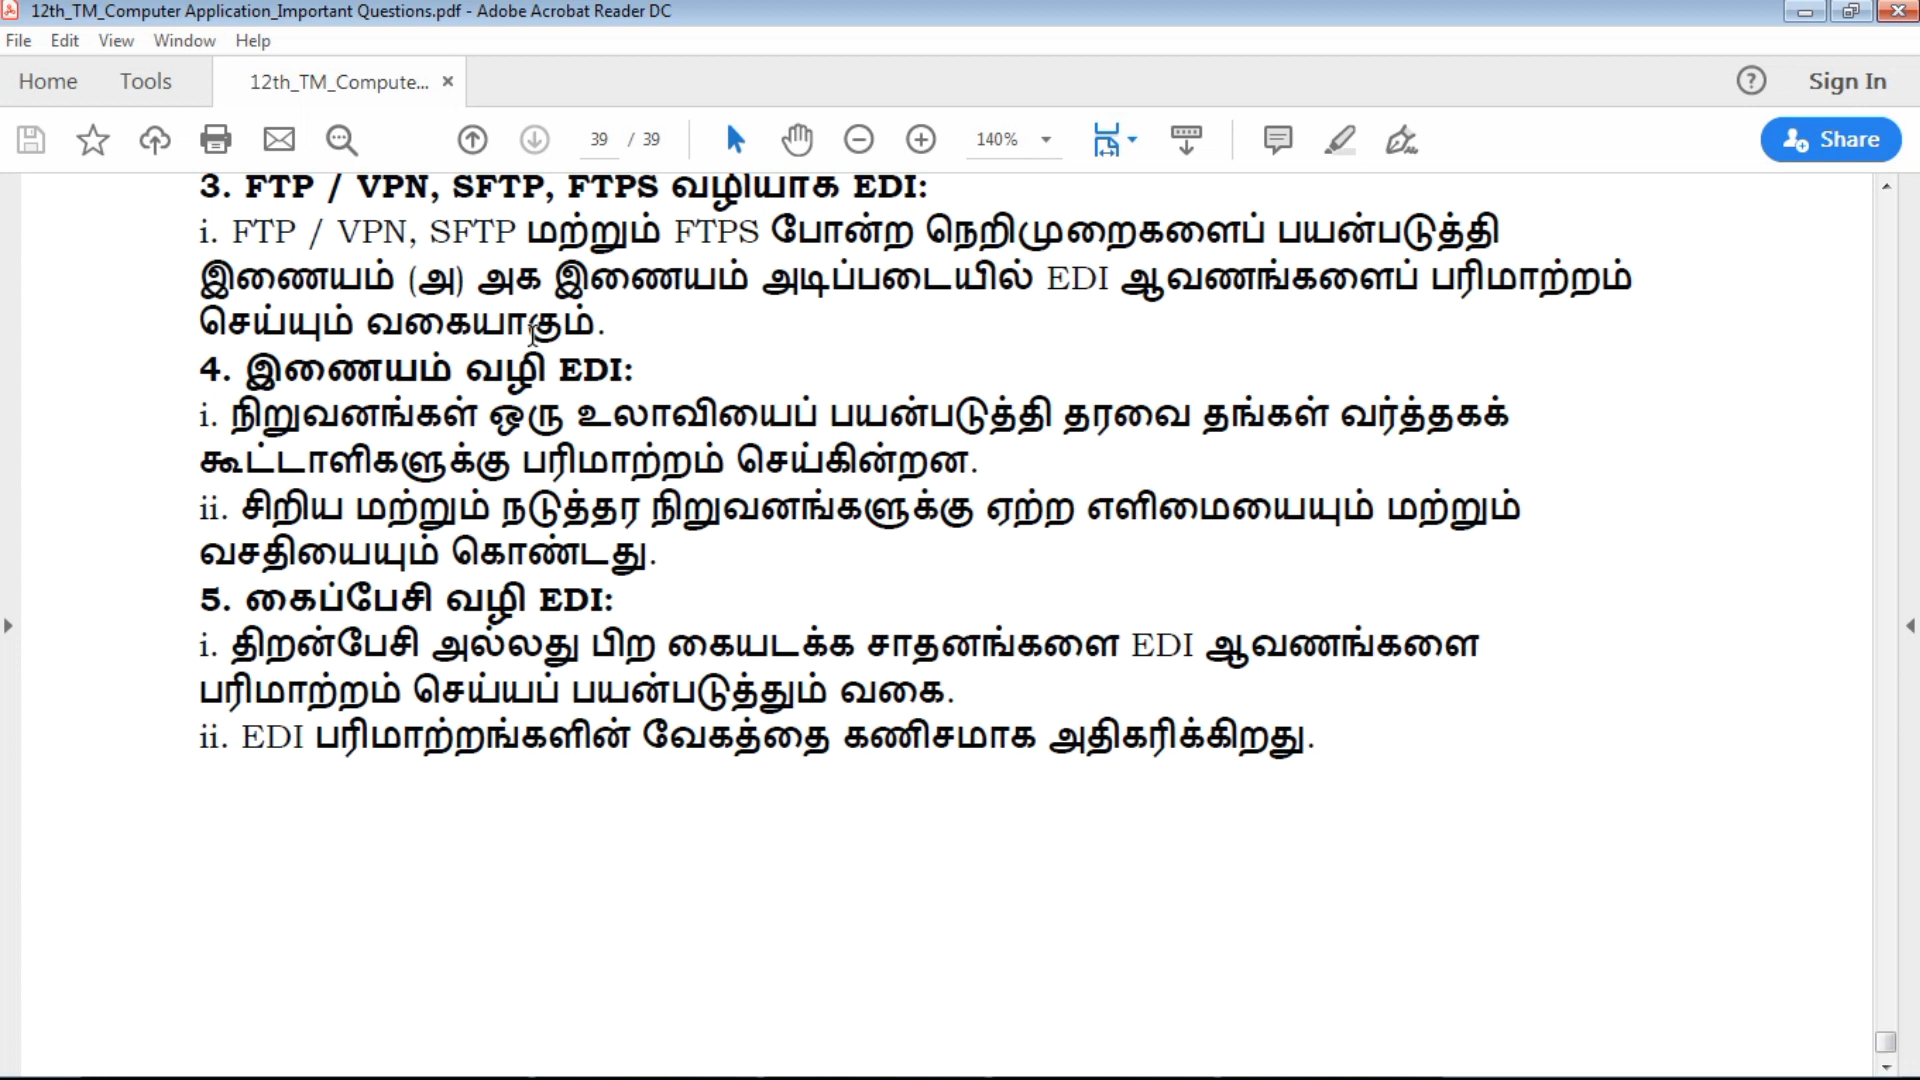 12th_TM_Computer Application_Important Questions.pdf - Adobe Acrobat Reader DC
File Edit View Window Help
Home Tools 12th_TM_Compute... × ? Sign In
39 / 39 140% Share
3. FTP / VPN, SFTP, FTPS வழியாக EDI:
i. FTP / VPN, SFTP மற்றும் FTPS போன்ற நெறிமுறைகளைப் பயன்படுத்தி
இணையம் (அ) அக இணையம் அடிப்படையில் EDI ஆவணங்களைப் பரிமாற்றம்
செய்யும் வகையாகும்.
4. இணையம் வழி EDI:
i. நிறுவனங்கள் ஒரு உலாவியைப் பயன்படுத்தி தரவை தங்கள் வர்த்தகக்
கூட்டாளிகளுக்கு பரிமாற்றம் செய்கின்றன.
ii. சிறிய மற்றும் நடுத்தர நிறுவனங்களுக்கு ஏற்ற எளிமையையும் மற்றும்
வசதியையும் கொண்டது.
5. கைப்பேசி வழி EDI:
i. திறன்பேசி அல்லது பிற கையடக்க சாதனங்களை EDI ஆவணங்களை
பரிமாற்றம் செய்யப் பயன்படுத்தும் வகை.
ii. EDI பரிமாற்றங்களின் வேகத்தை கணிசமாக அதிகரிக்கிறது.